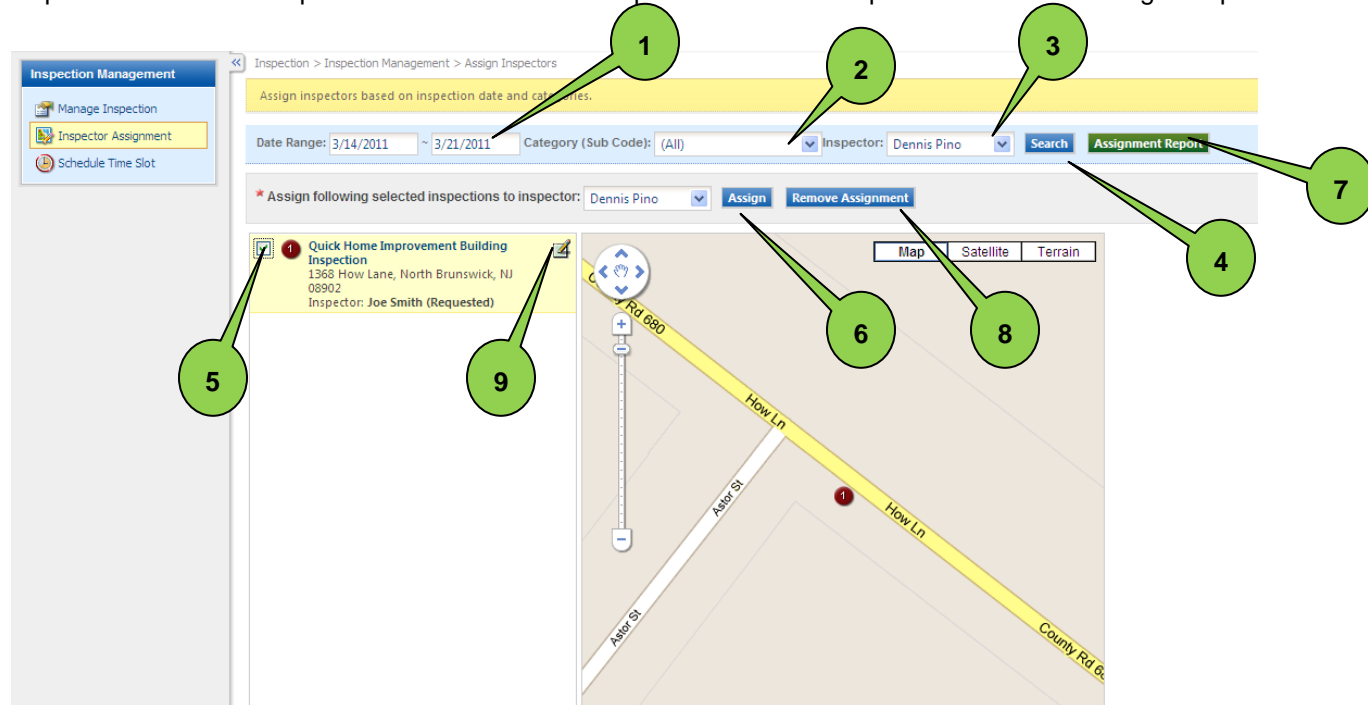 1
2
3
Inspection Management
Manage Inspection
Inspector Assignment
Schedule Time Slot
Inspection > Inspection Management > Assign Inspectors
Assign inspectors based on inspection date and categories.
Date Range: 3/14/2011 ~ 3/21/2011 Category (Sub Code): (All) Inspector: Dennis Pino Search Assignment Report
* Assign following selected inspections to inspector: Dennis Pino Assign Remove Assignment
7
4
1 Quick Home Improvement Building
Inspection
1368 How Lane, North Brunswick, NJ
08902
Inspector: Joe Smith (Requested)
Map Satellite Terrain
5
9
6
8
Rd 680
How Ln
Astor St
1
How Ln
Astor St
County Rd